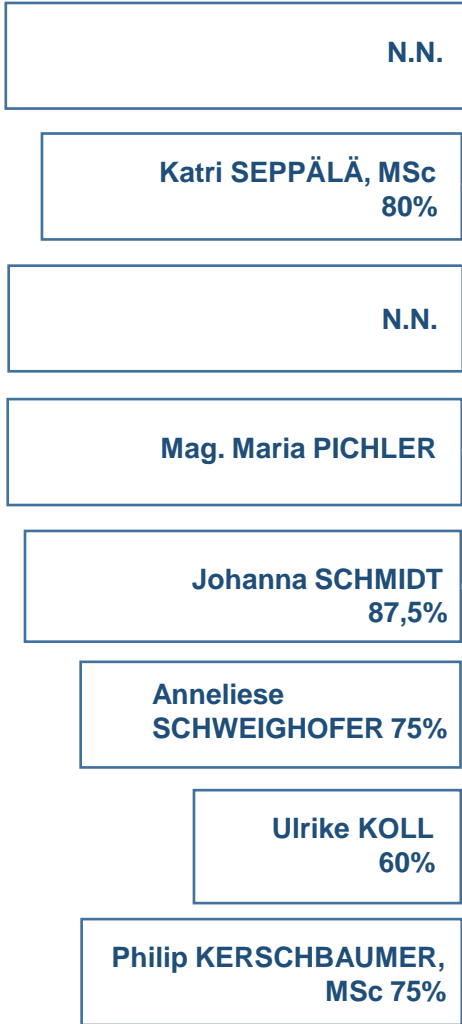 N.N.
Katri SEPPÄLÄ, MSc
80%
N.N.
Mag. Maria PICHLER
Johanna SCHMIDT
87,5%
Anneliese
SCHWEIGHOFER 75%
Ulrike KOLL
60%
Philip KERSCHBAUMER,
MSc 75%